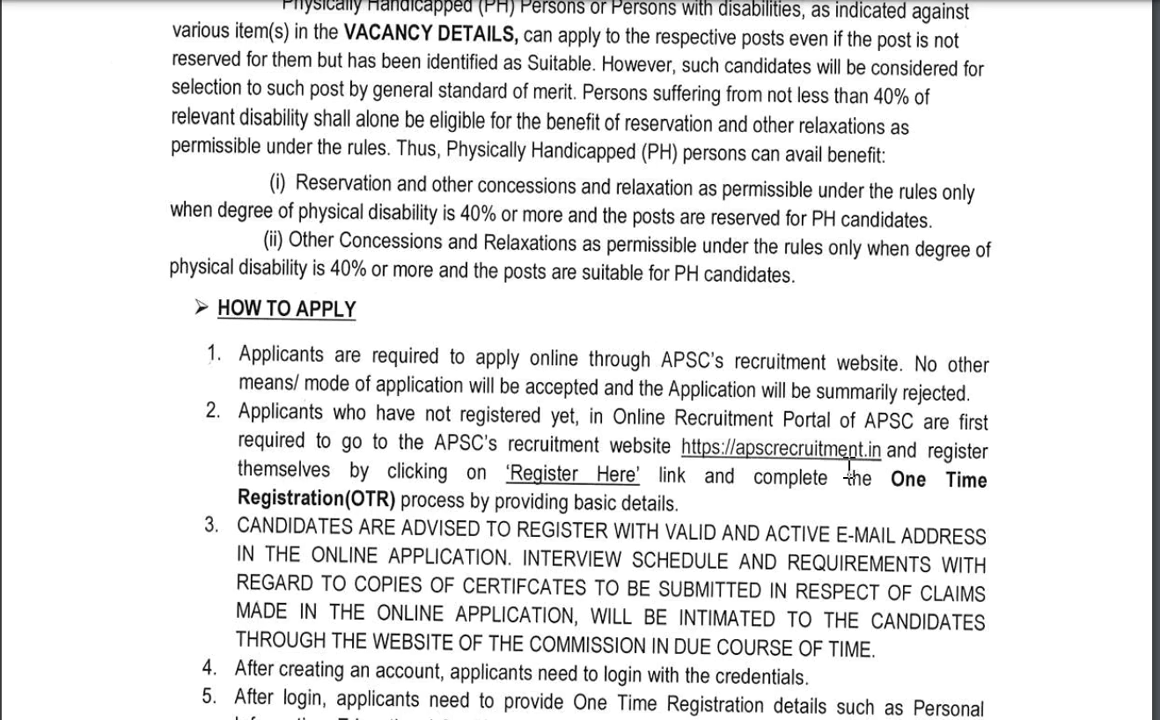 Physically Handicapped (PH) Persons or Persons with disabilities, as indicated against
various item(s) in the VACANCY DETAILS, can apply to the respective posts even if the post is not
reserved for them but has been identified as Suitable. However, such candidates will be considered for
selection to such post by general standard of merit. Persons suffering from not less than 40% of
relevant disability shall alone be eligible for the benefit of reservation and other relaxations as
permissible under the rules. Thus, Physically Handicapped (PH) persons can avail benefit:
(i) Reservation and other concessions and relaxation as permissible under the rules only
when degree of physical disability is 40% or more and the posts are reserved for PH candidates.
(ii) Other Concessions and Relaxations as permissible under the rules only when degree of
physical disability is 40% or more and the posts are suitable for PH candidates.
➢ HOW TO APPLY
1. Applicants are required to apply online through APSC's recruitment website. No other
means/ mode of application will be accepted and the Application will be summarily rejected.
2. Applicants who have not registered yet, in Online Recruitment Portal of APSC are first
required to go to the APSC's recruitment website https://apscrecruitment.in and register
themselves by clicking on 'Register Here' link and complete the One Time
Registration(OTR) process by providing basic details.
3. CANDIDATES ARE ADVISED TO REGISTER WITH VALID AND ACTIVE E-MAIL ADDRESS
IN THE ONLINE APPLICATION. INTERVIEW SCHEDULE AND REQUIREMENTS WITH
REGARD TO COPIES OF CERTIFCATES TO BE SUBMITTED IN RESPECT OF CLAIMS
MADE IN THE ONLINE APPLICATION, WILL BE INTIMATED TO THE CANDIDATES
THROUGH THE WEBSITE OF THE COMMISSION IN DUE COURSE OF TIME.
4. After creating an account, applicants need to login with the credentials.
5. After login, applicants need to provide One Time Registration details such as Personal